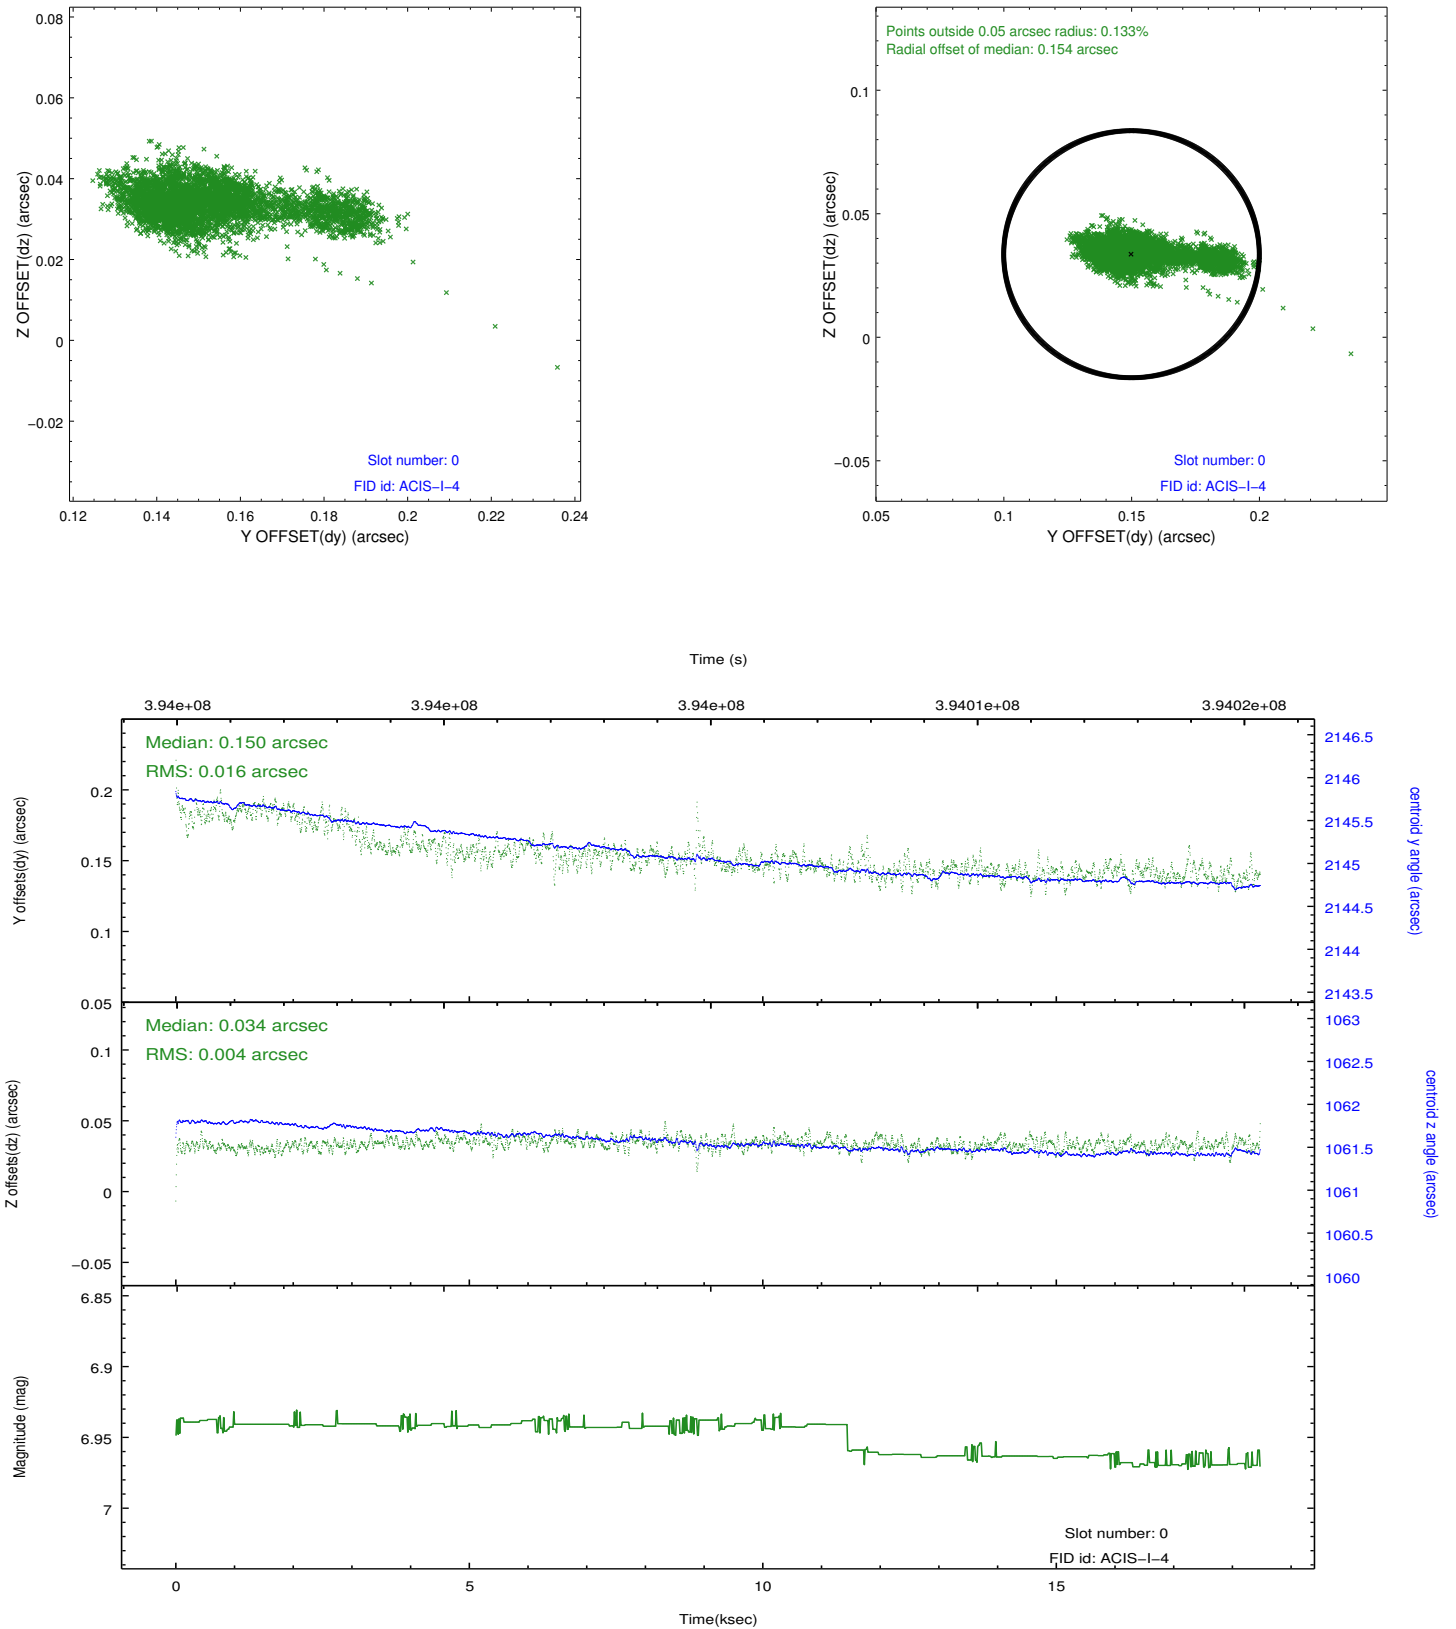 0.08
0.06
0.04
0.02
0
−0.02
Z OFFSET(dz) (arcsec)
Slot number: 0
FID id: ACIS−I−4
0.12 0.14 0.16 0.18 0.2 0.22 0.24
Y OFFSET(dy) (arcsec)
Points outside 0.05 arcsec radius: 0.133%
Radial offset of median: 0.154 arcsec
0.1
0.05
0
−0.05
Z OFFSET(dz) (arcsec)
Slot number: 0
FID id: ACIS−I−4
0.05 0.1 0.15 0.2
Y OFFSET(dy) (arcsec)
Time (s)
3.94e+08 3.94e+08 3.94e+08 3.9401e+08 3.9402e+08
Median: 0.150 arcsec
RMS: 0.016 arcsec
0.2
0.15
0.1
0.05
Y offsets(dy) (arcsec)
2146.5
2146
2145.5
2145
2144.5
2144
2143.5
centroid y angle (arcsec)
Median: 0.034 arcsec
RMS: 0.004 arcsec
0.1
0.05
0
−0.05
Z offsets(dz) (arcsec)
1063
1062.5
1062
1061.5
1061
1060.5
1060
centroid z angle (arcsec)
6.85
6.9
6.95
7
Magnitude (mag)
Slot number: 0
FID id: ACIS−I−4
0 5 10 15
Time(ksec)